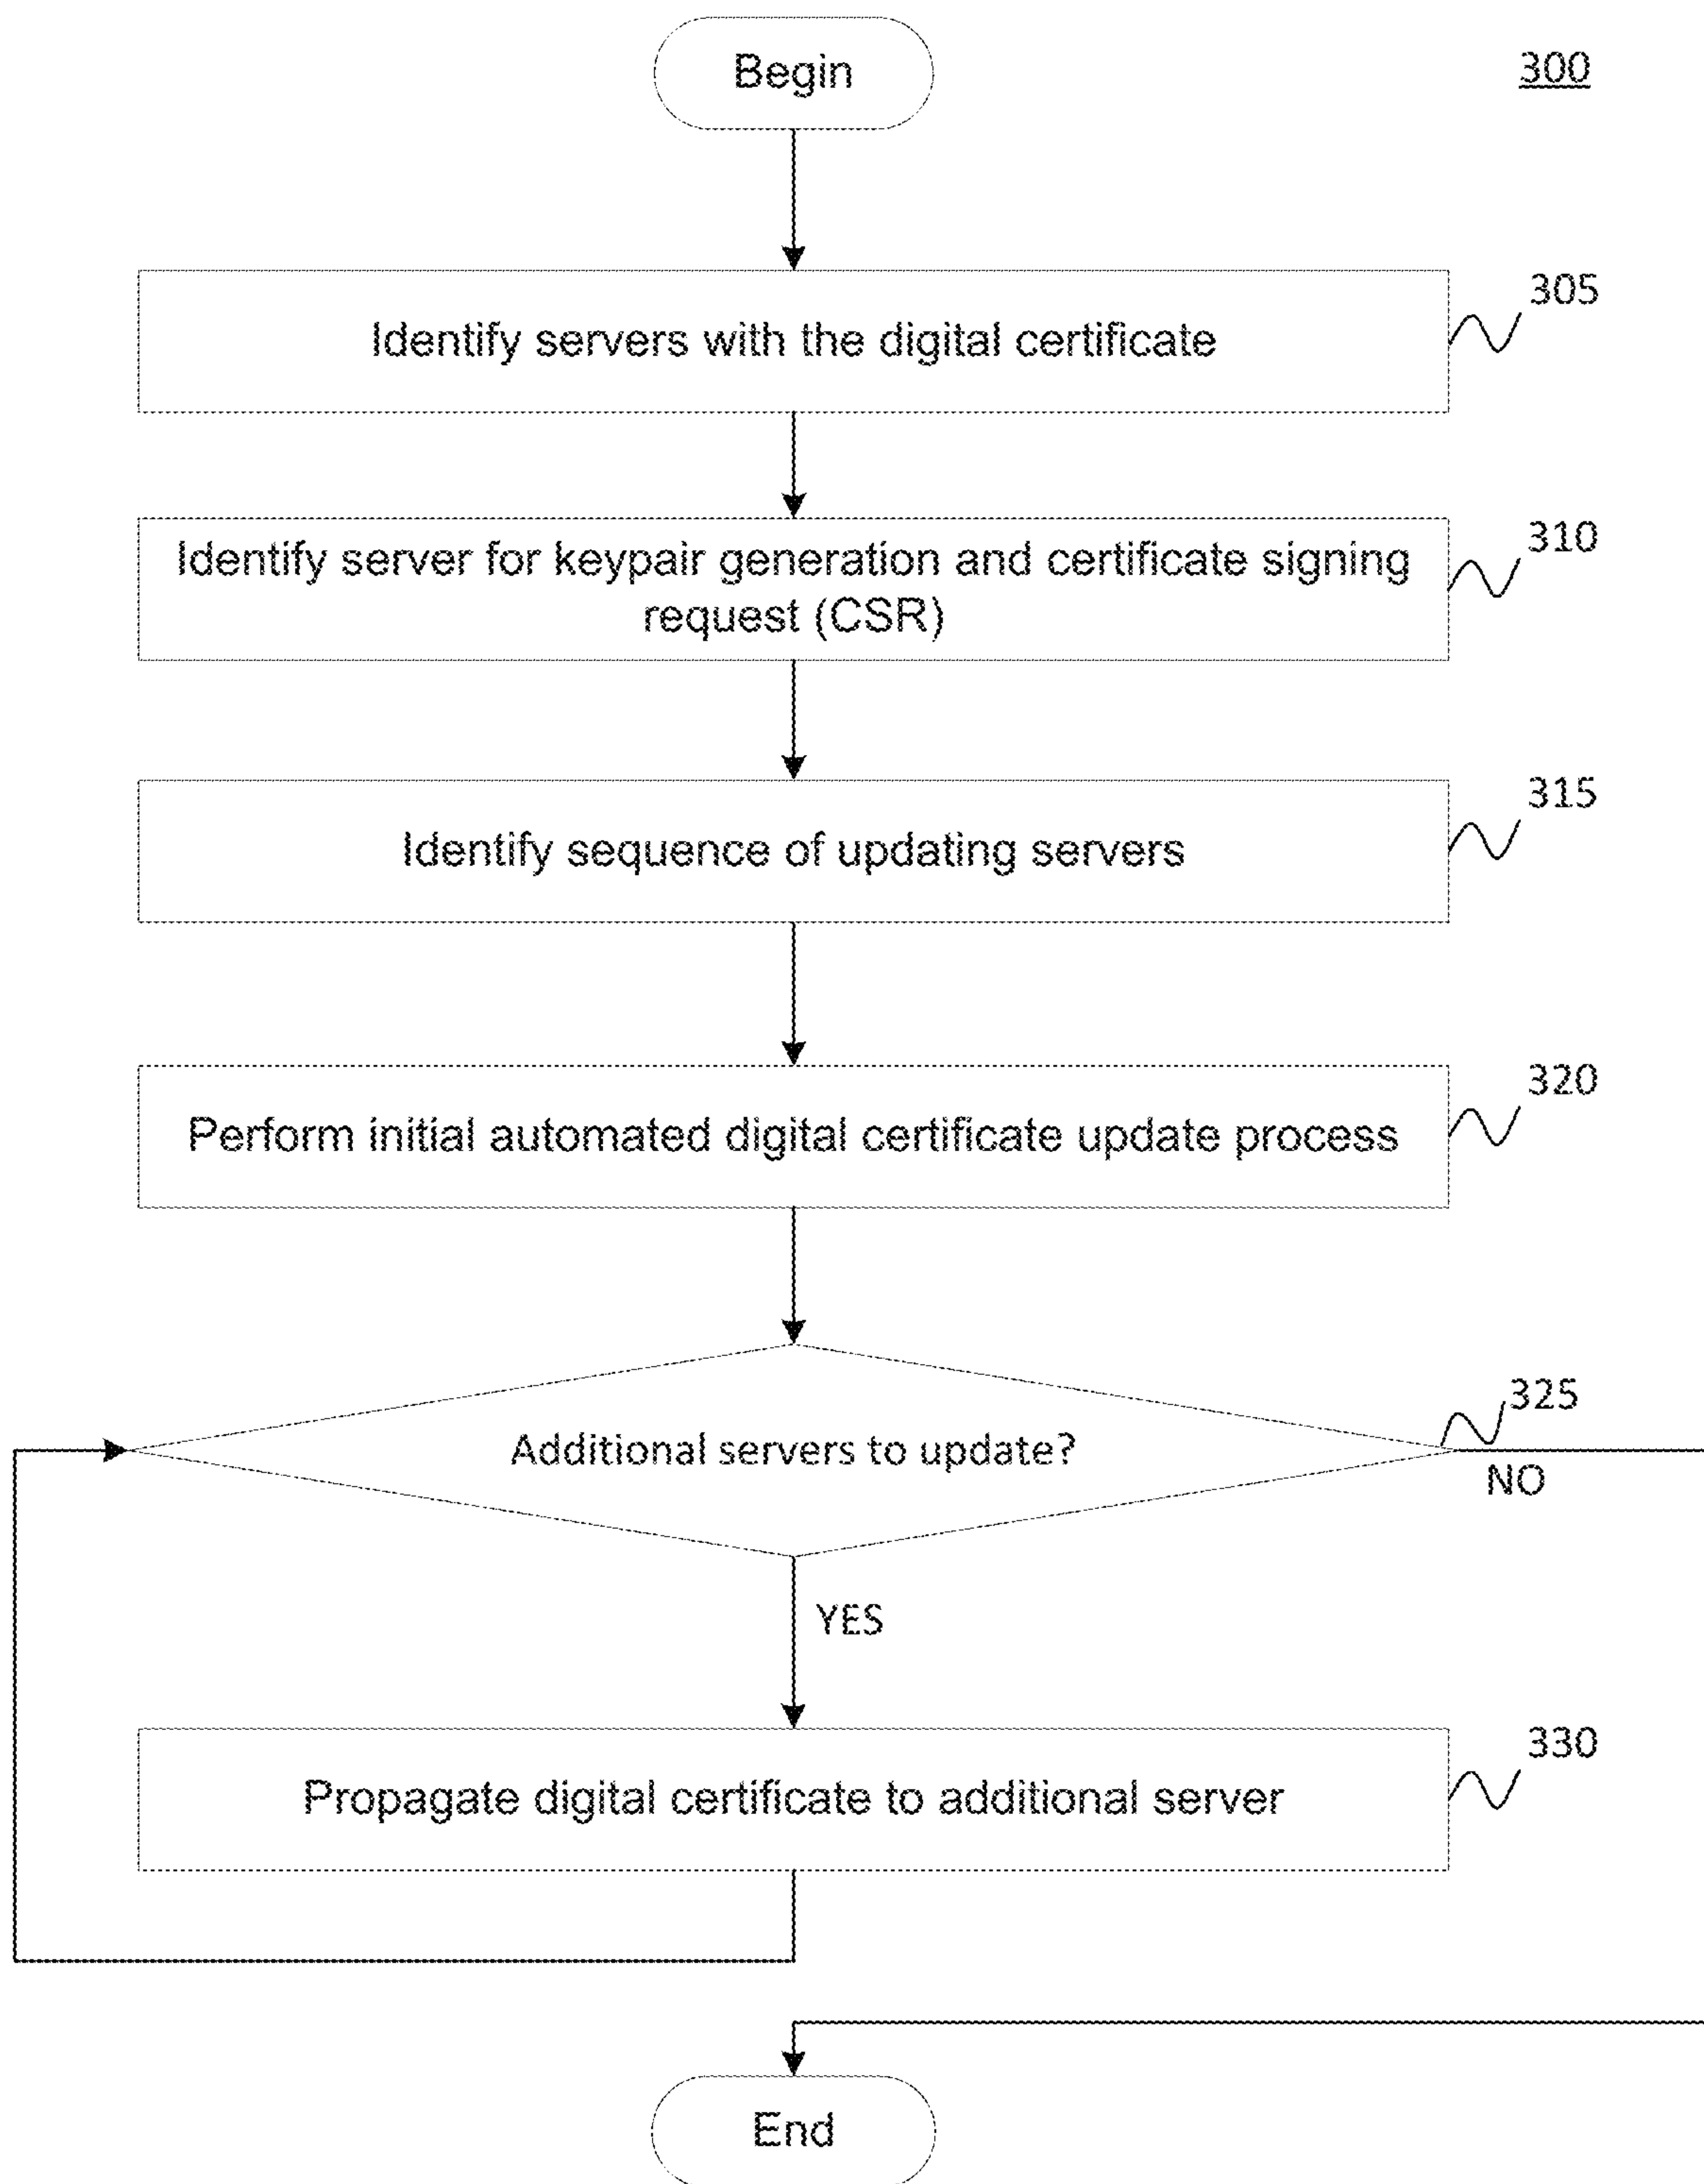 Begin
300
Identify servers with the digital certificate
305
Identify server for keypair generation and certificate signing
request (CSR)
310
Identify sequence of updating servers
315
Perform initial automated digital certificate update process
320
Additional servers to update?
325
NO
YES
Propagate digital certificate to additional server
330
End